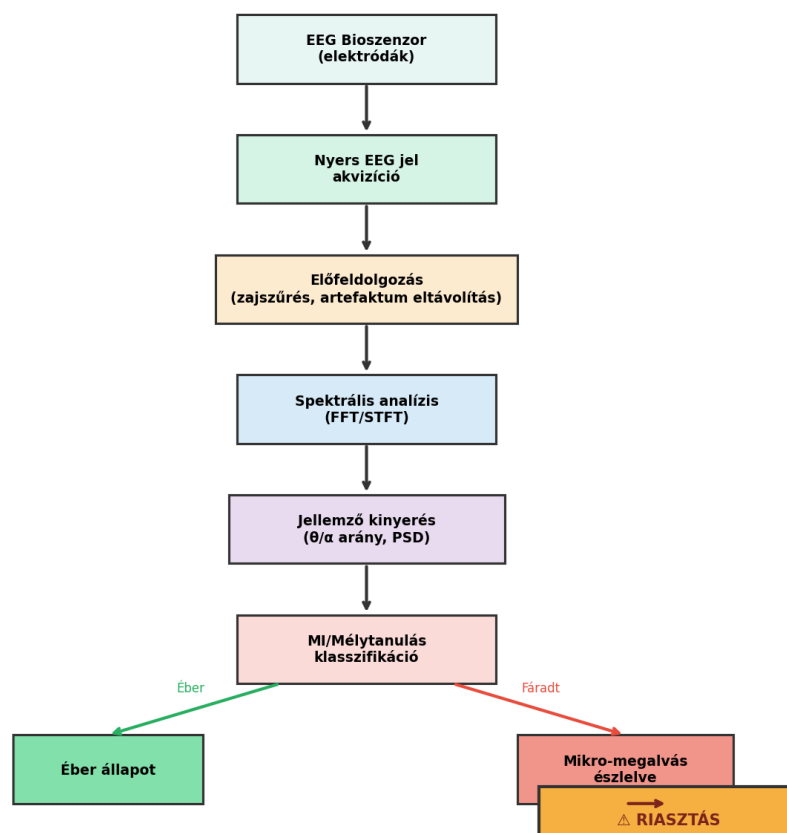 EEG Bioszenzor
(elektródák)
Nyers EEG jel
akvizíció
Előfeldolgozás
(zajszűrés, artefaktum eltávolítás)
Spektrális analízis
(FFT/STFT)
Jellemző kinyerés
(θ/α arány, PSD)
MI/Mélytanulás
klasszifikáció
Éber
Fáradt
Éber állapot
Mikro-megalvás
észlelve
⚠ RIASZTÁS